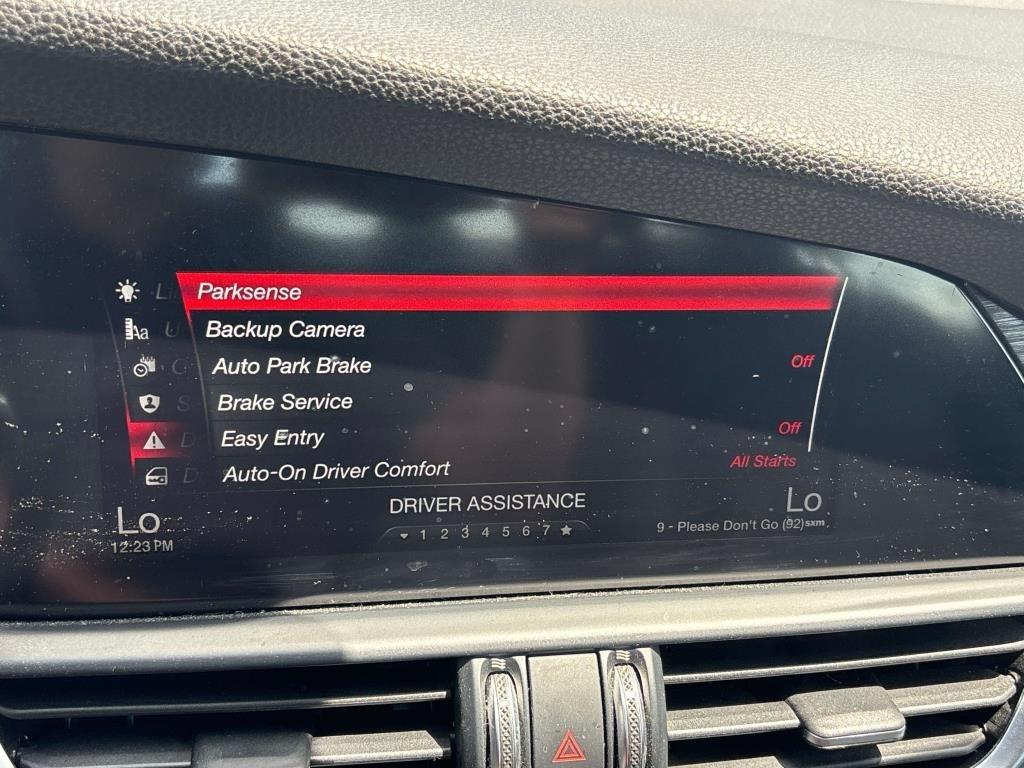 Parksense
Backup Camera
Auto Park Brake Off
Brake Service
Easy Entry Off
Auto-On Driver Comfort All Starts
DRIVER ASSISTANCE
Lo Lo
1 2 3 4 5 6 7
9 - Please Don't Go (92) sxm
12:23 PM
Aa